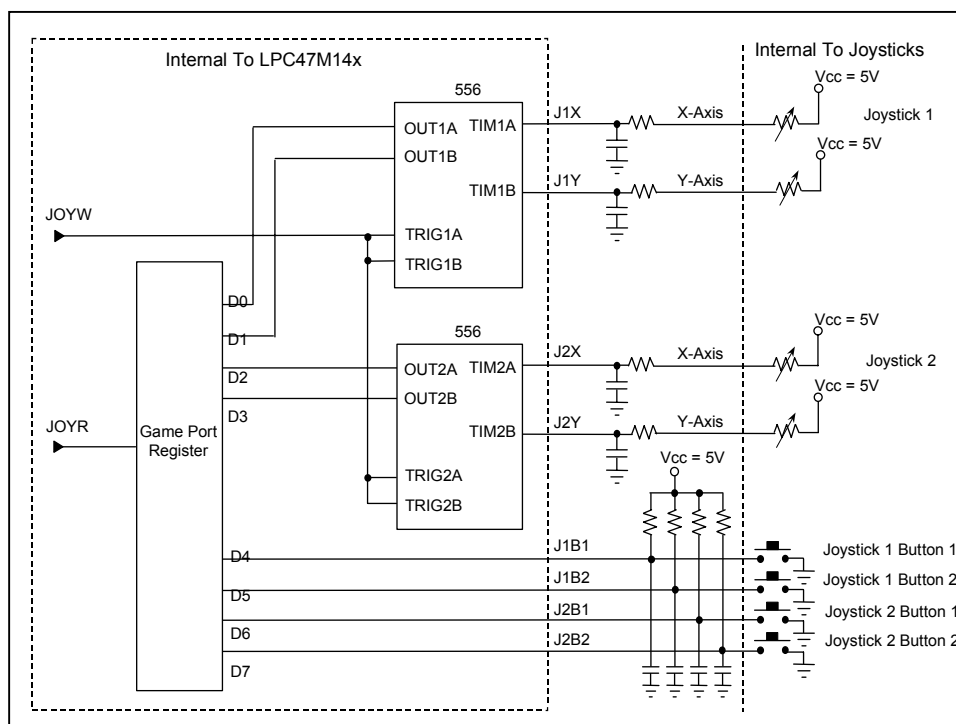 Internal To LPC47M14x
Internal To Joysticks
Vcc = 5V
556
J1X
X-Axis
Joystick 1
OUT1A
TIM1A
OUT1B
Vcc = 5V
J1Y
Y-Axis
TIM1B
JOYW
TRIG1A
TRIG1B
D0
D1
556
Vcc = 5V
J2X
X-Axis
Joystick 2
D2
OUT2A
TIM2A
OUT2B
Vcc = 5V
D3
JOYR
Game Port
Register
J2Y
Y-Axis
TIM2B
Vcc = 5V
TRIG2A
TRIG2B
D4
J1B1
Joystick 1 Button 1
D5
J1B2
Joystick 1 Button 2
D6
J2B1
Joystick 2 Button 1
D7
J2B2
Joystick 2 Button 2